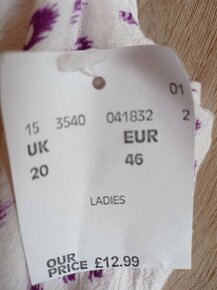 01
15 3540 041832 2
UK EUR
20 46
LADIES
OUR
PRICE £12.99